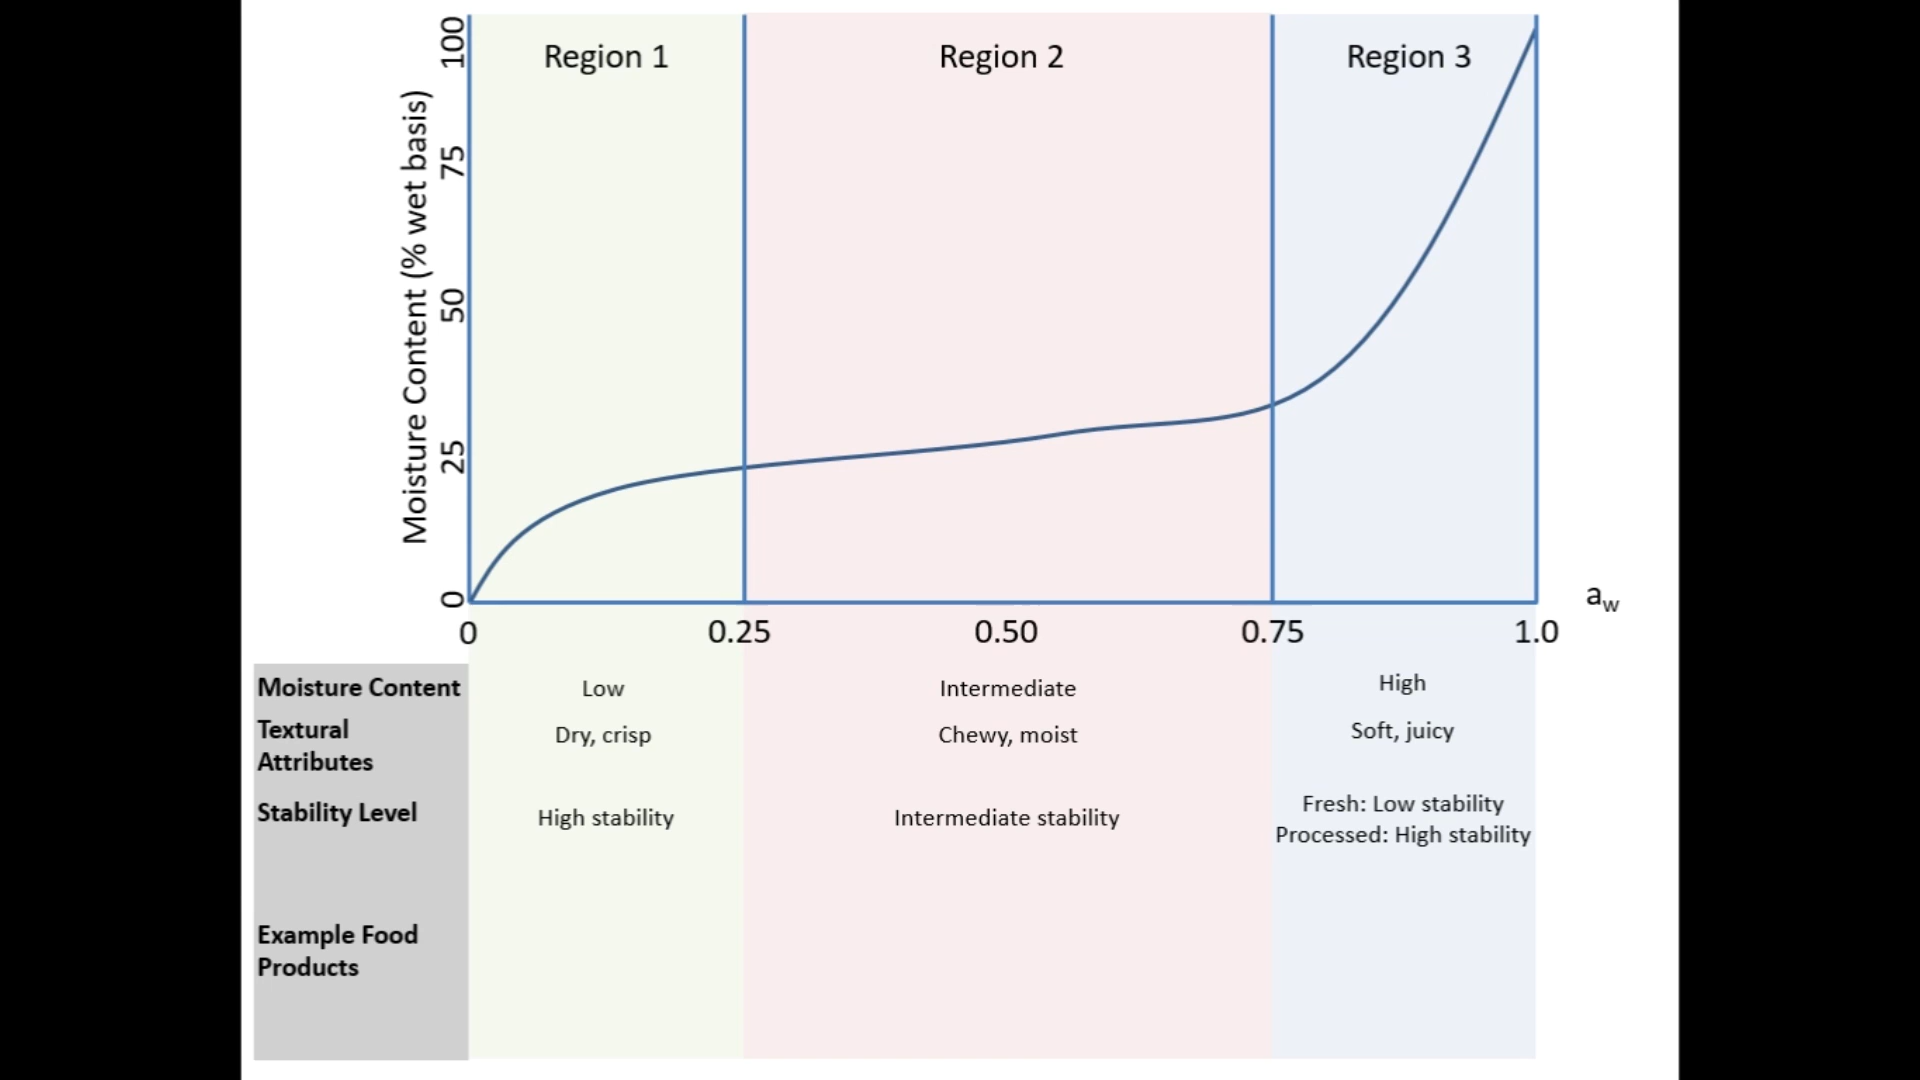 Region 1
Region 2
Region 3
Moisture Content (% wet basis)
100
75
50
25
0
0
0.25
0.50
0.75
1.0
aw
Moisture Content
Low
Intermediate
High
Textural
Attributes
Dry, crisp
Chewy, moist
Soft, juicy
Stability Level
High stability
Intermediate stability
Fresh: Low stability
Processed: High stability
Example Food
Products